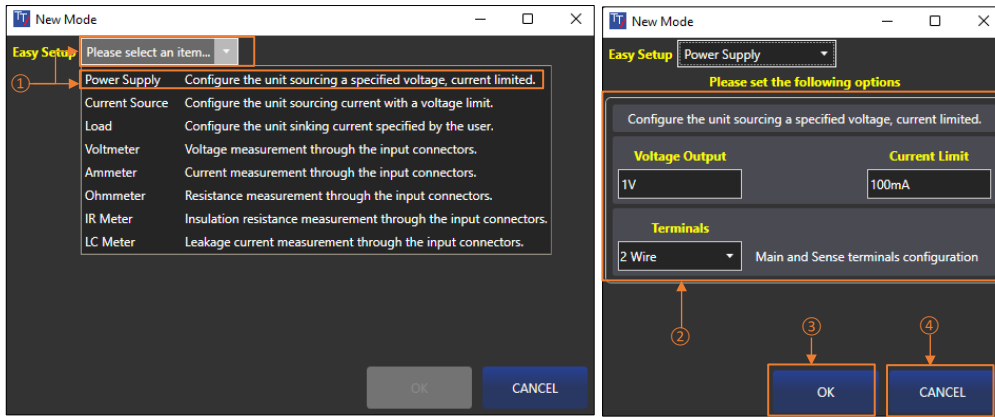 New Mode
Easy Setup Please select an item...
①
Power Supply Configure the unit sourcing a specified voltage, current limited.
Current Source Configure the unit sourcing current with a voltage limit.
Load Configure the unit sinking current specified by the user.
Voltmeter Voltage measurement through the input connectors.
Ammeter Current measurement through the input connectors.
Ohmmeter Resistance measurement through the input connectors.
IR Meter Insulation resistance measurement through the input connectors.
LC Meter Leakage current measurement through the input connectors.
OK CANCEL
New Mode
Easy Setup Power Supply
Please set the following options
Configure the unit sourcing a specified voltage, current limited.
Voltage Output Current Limit
1V 100mA
Terminals
2 Wire Main and Sense terminals configuration
②
③ ④
OK CANCEL